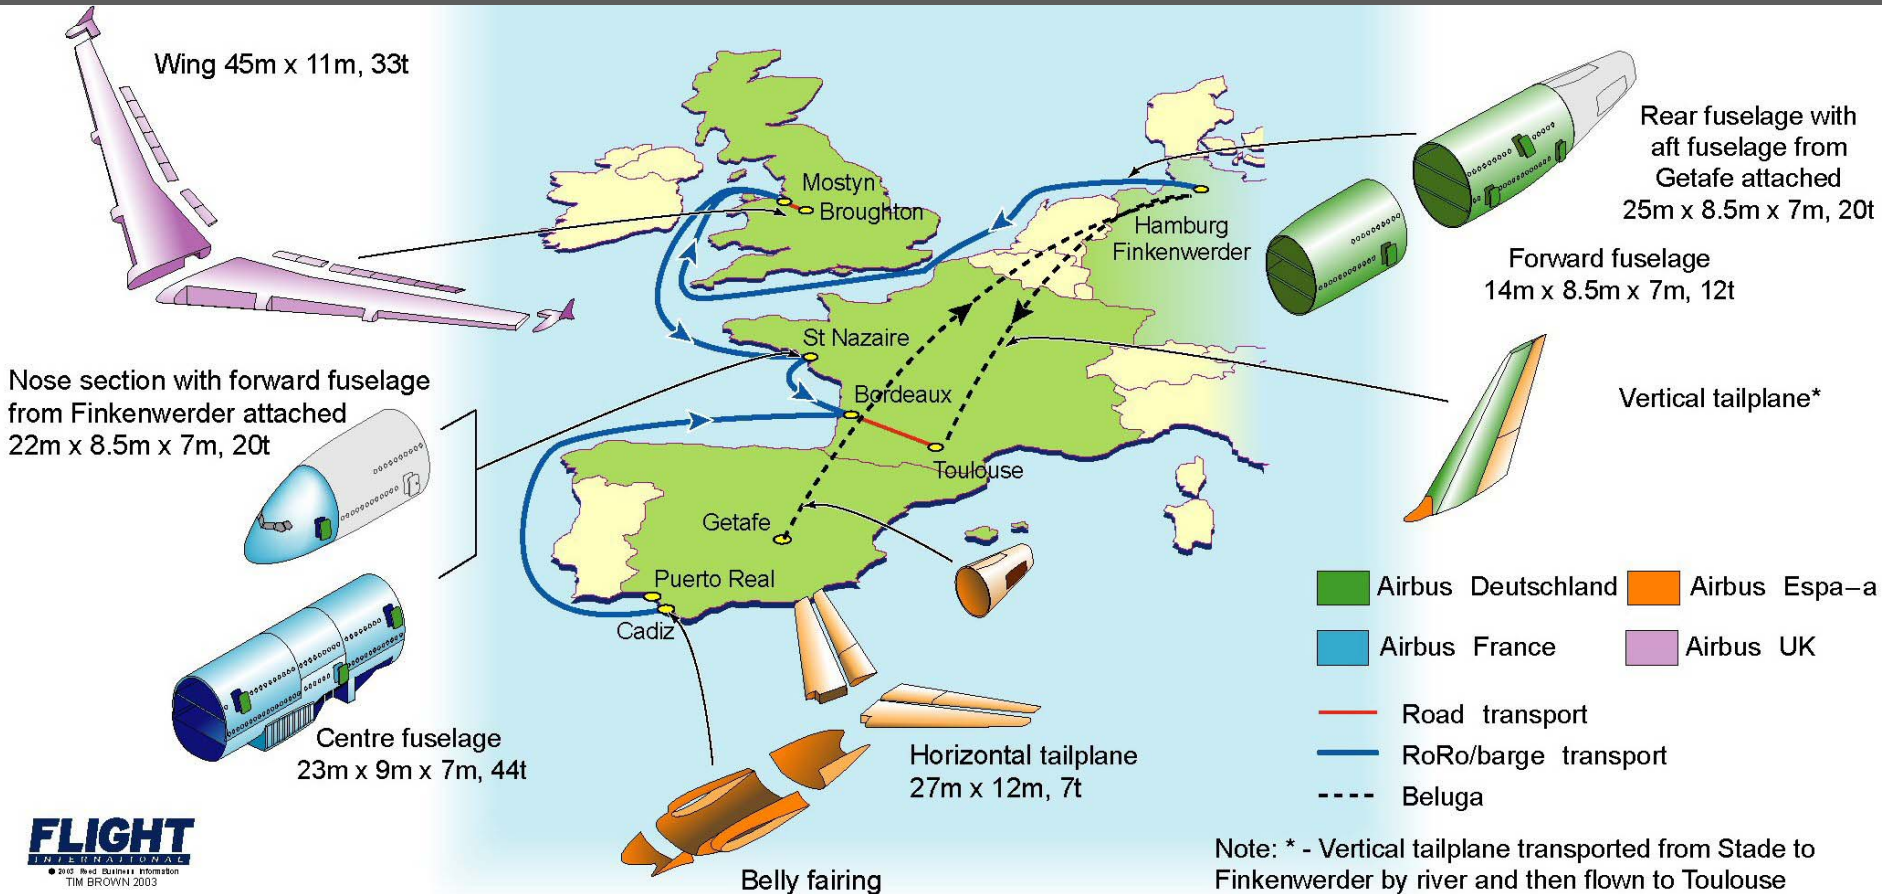 Wing 45m x 11m, 33t
Mostyn
Broughton
Hamburg
Finkenwerder
Rear fuselage with
aft fuselage from
Getafe attached
25m x 8.5m x 7m, 20t
Forward fuselage
14m x 8.5m x 7m, 12t
St Nazaire
Nose section with forward fuselage
from Finkenwerder attached
22m x 8.5m x 7m, 20t
Bordeaux
Vertical tailplane*
Toulouse
Getafe
Puerto Real
Cadiz
Centre fuselage
23m x 9m x 7m, 44t
Horizontal tailplane
27m x 12m, 7t
Belly fairing
Airbus Deutschland
Airbus Espa–a
Airbus France
Airbus UK
Road transport
RoRo/barge transport
Beluga
Note: * - Vertical tailplane transported from Stade to
Finkenwerder by river and then flown to Toulouse
FLIGHT
INTERNATIONAL
● 2003 Reed Business Information
TIM BROWN 2003